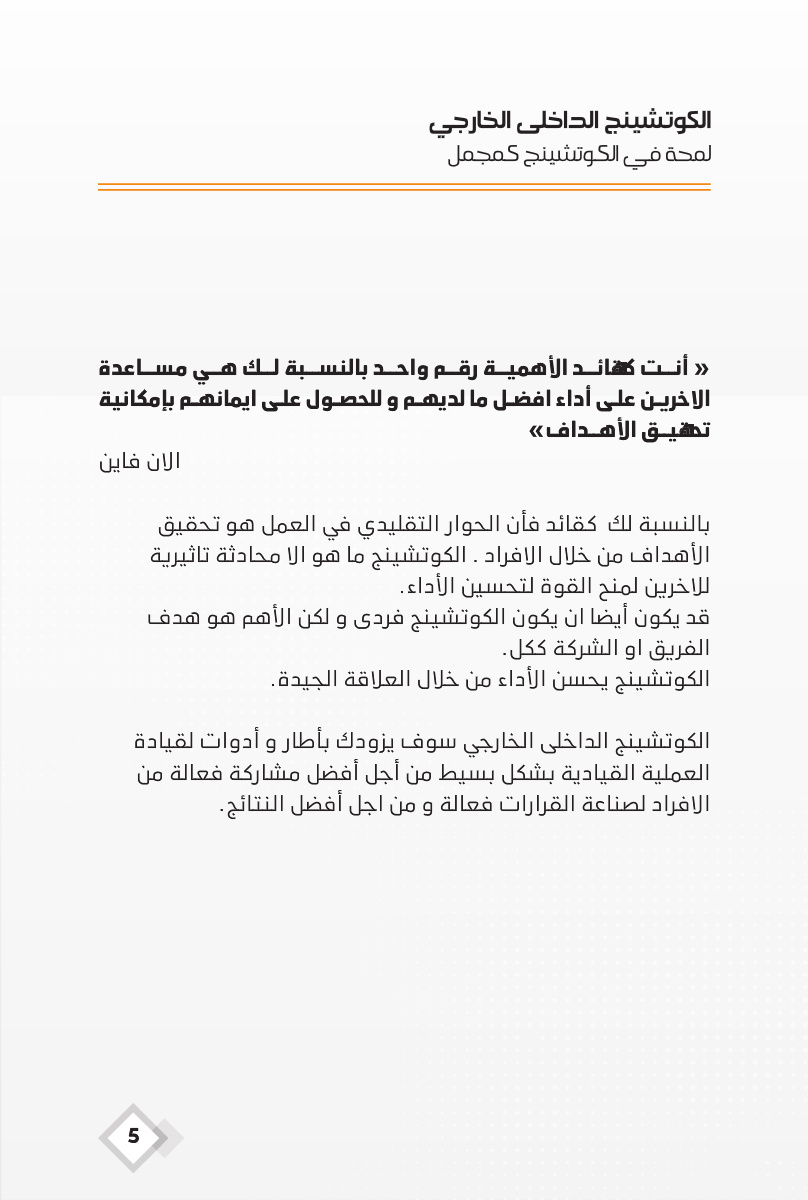 الكوتشينج الداخلى الخارجي
لمحة في الكوتشينج كمجمل
« أنت كقائد الأهمية رقم واحد بالنسبة لك هي مساعدة
الاخرين على أداء افضل ما لديهم و للحصول على ايمانهم بإمكانية
تحقيق الأهداف»
الان فاين
بالنسبة لك كقائد فأن الحوار التقليدي في العمل هو تحقيق
الأهداف من خلال الافراد . الكوتشينج ما هو الا محادثة تاثيرية
للاخرين لمنح القوة لتحسين الأداء.
قد يكون أيضا ان يكون الكوتشينج فردى و لكن الأهم هو هدف
الفريق او الشركة ككل.
الكوتشينج يحسن الأداء من خلال العلاقة الجيدة.
الكوتشينج الداخلى الخارجي سوف يزودك بأطار و أدوات لقيادة
العملية القيادية بشكل بسيط من أجل أفضل مشاركة فعالة من
الافراد لصناعة القرارات فعالة و من اجل أفضل النتائج.
5